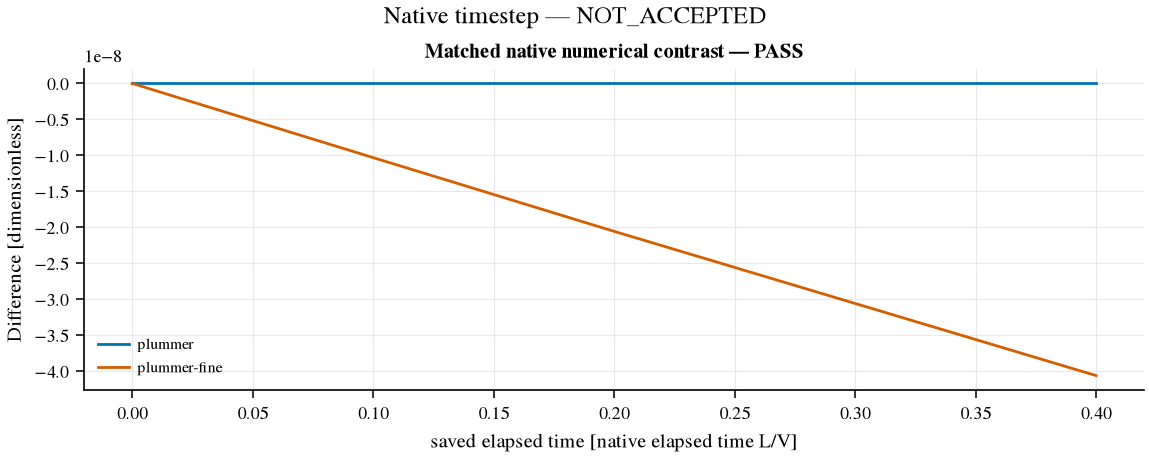 Native timestep — NOT_ACCEPTED
Matched native numerical contrast — PASS
1e−8
Difference [dimensionless]
0.0
−0.5
−1.0
−1.5
−2.0
−2.5
−3.0
−3.5
−4.0
plummer
plummer-fine
0.00 0.05 0.10 0.15 0.20 0.25 0.30 0.35 0.40
saved elapsed time [native elapsed time L/V]